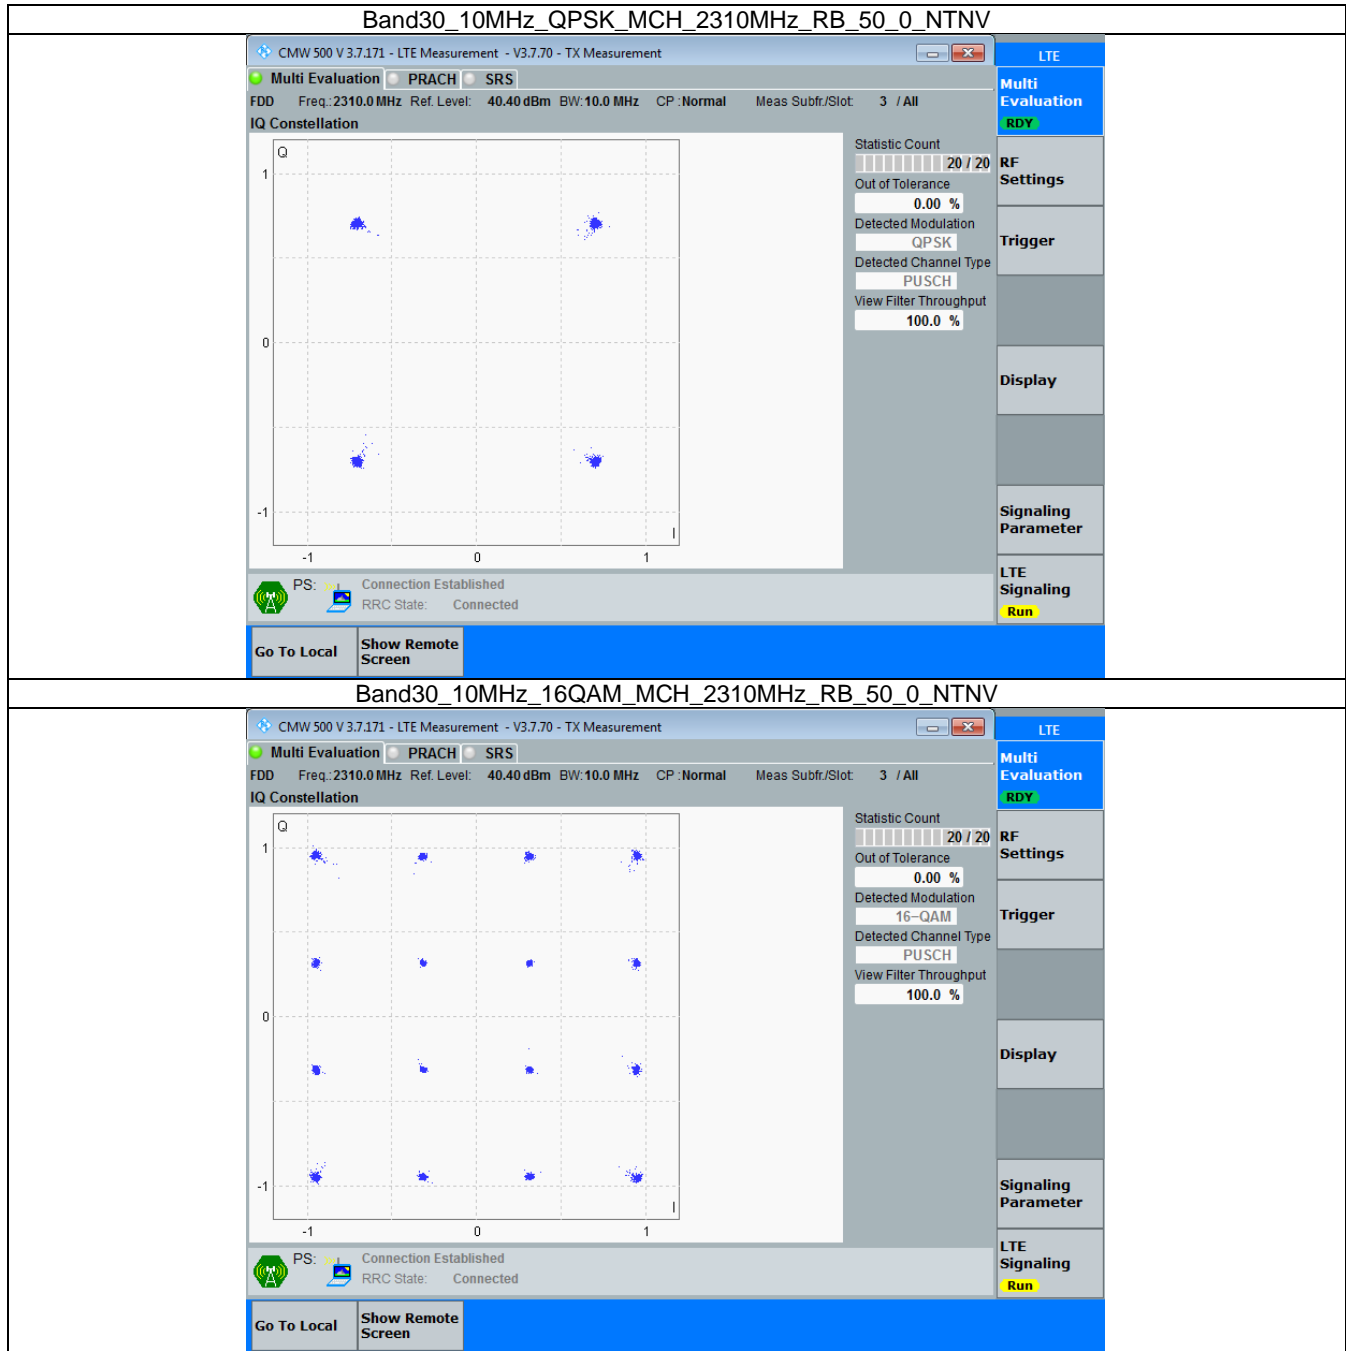 Band30_10MHz_QPSK_MCH_2310MHz_RB_50_0_NTNV
CMW 500 V 3.7.171 - LTE Measurement - V3.7.70 - TX Measurement
LTE
Multi Evaluation PRACH SRS
FDD Freq.:2310.0 MHz Ref. Level: 40.40 dBm BW:10.0 MHz CP :Normal Meas Subfr./Slot: 3 / All
IQ Constellation
Q
1
0
-1
I
-1 0 1
Statistic Count
20 / 20
Out of Tolerance
0.00 %
Detected Modulation
QPSK
Detected Channel Type
PUSCH
View Filter Throughput
100.0 %
Multi
Evaluation
RDY
RF
Settings
Trigger
Display
Signaling
Parameter
LTE
Signaling
Run
PS: Connection Established
RRC State: Connected
Go To Local
Show Remote
Screen
Band30_10MHz_16QAM_MCH_2310MHz_RB_50_0_NTNV
CMW 500 V 3.7.171 - LTE Measurement - V3.7.70 - TX Measurement
LTE
Multi Evaluation PRACH SRS
FDD Freq.:2310.0 MHz Ref. Level: 40.40 dBm BW:10.0 MHz CP :Normal Meas Subfr./Slot: 3 / All
IQ Constellation
Q
1
0
-1
I
-1 0 1
Statistic Count
20 / 20
Out of Tolerance
0.00 %
Detected Modulation
16-QAM
Detected Channel Type
PUSCH
View Filter Throughput
100.0 %
Multi
Evaluation
RDY
RF
Settings
Trigger
Display
Signaling
Parameter
LTE
Signaling
Run
PS: Connection Established
RRC State: Connected
Go To Local
Show Remote
Screen